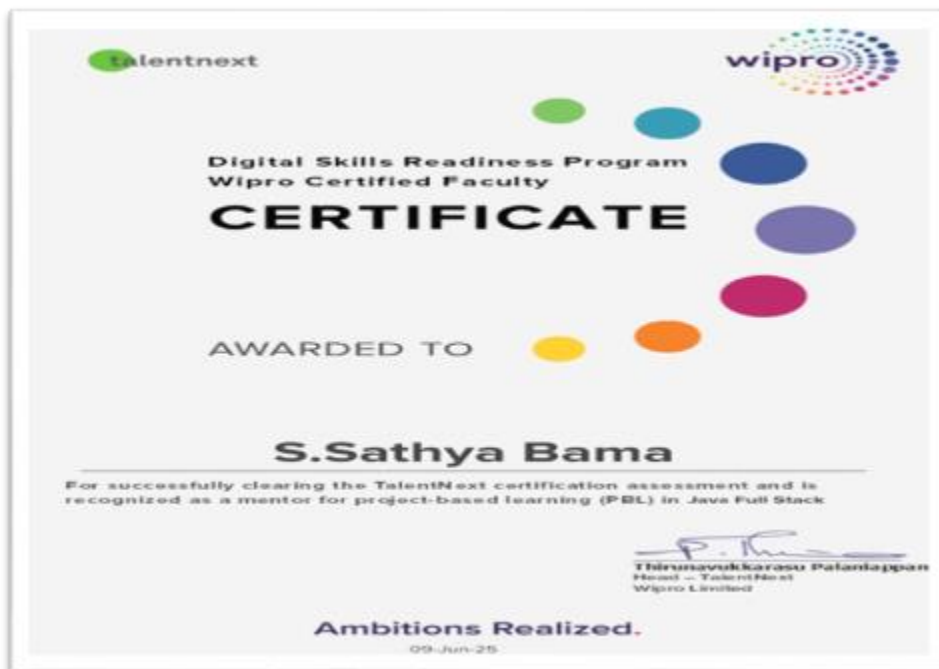 talentnext
wipro
Digital Skills Readiness Program
Wipro Certified Faculty
CERTIFICATE
AWARDED TO
S.Sathya Bama
For successfully clearing the TalentNext certification assessment and is
recognized as a mentor for project-based learning (PBL) in Java Full Stack
P. Th
Thirunavukkarasu Palaniappan
Head – TalentNext
Wipro Limited
Ambitions Realized.
09-Jun-25